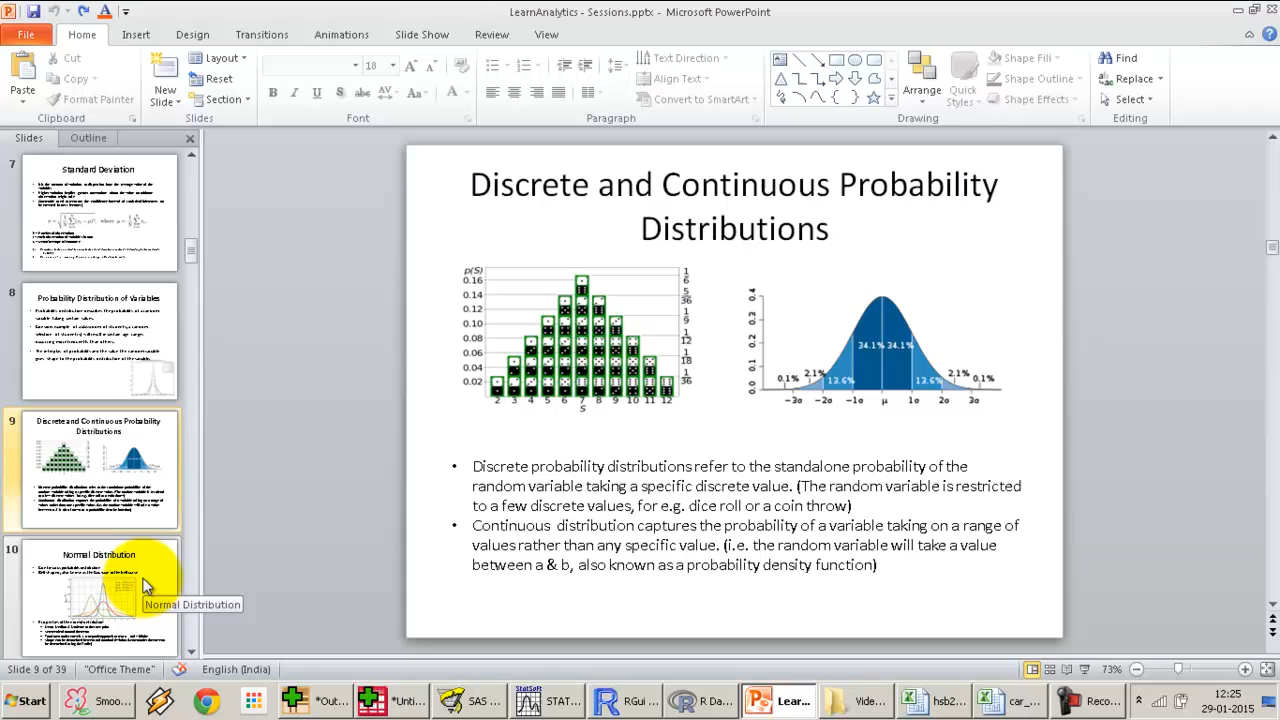 LearnAnalytics - Sessions.pptx - Microsoft PowerPoint
File Home Insert Design Transitions Animations Slide Show Review View
Paste
Cut
Copy
Format Painter
Clipboard
New
Slide
Layout
Reset
Section
Slides
18
B I U S abe AV Aa A
Font
Text Direction
Align Text
Convert to SmartArt
Paragraph
Arrange
Quick
Styles
Shape Fill
Shape Outline
Shape Effects
Drawing
Find
Replace
Select
Editing
Slides Outline
7
Standard Deviation
8
Probability Distribution of Variables
9
Discrete and Continuous Probability
Distributions
10
Normal Distribution
Normal Distribution
Discrete and Continuous Probability
Distributions
p(S)
0.16
0.14
0.12
0.10
0.08
0.06
0.04
0.02
1
6
5
36
1
9
1
12
1
18
1
36
2 3 4 5 6 7 8 9 10 11 12
S
0.4
0.3
0.2
0.1
0.0
34.1% 34.1%
0.1% 2.1% 13.6% 13.6% 2.1% 0.1%
−3σ −2σ −1σ μ 1σ 2σ 3σ
• Discrete probability distributions refer to the standalone probability of the
random variable taking a specific discrete value (if the random variable is restricted
to a few discrete values, for e.g. dice roll or a coin throw)
• Continuous distribution captures the probability of a variable taking on a range of
values rather than any specific value. (i.e. the random variable will take a value
between a & b, also known as a probability density function)
Slide 9 of 39 "Office Theme" English (India) 73%
Start Smoo... *Out... *Unti... SAS ... STAT... RGui ... R Da... Lear... Vide... hsb2... car_... Reco...
12:25
29-01-2015